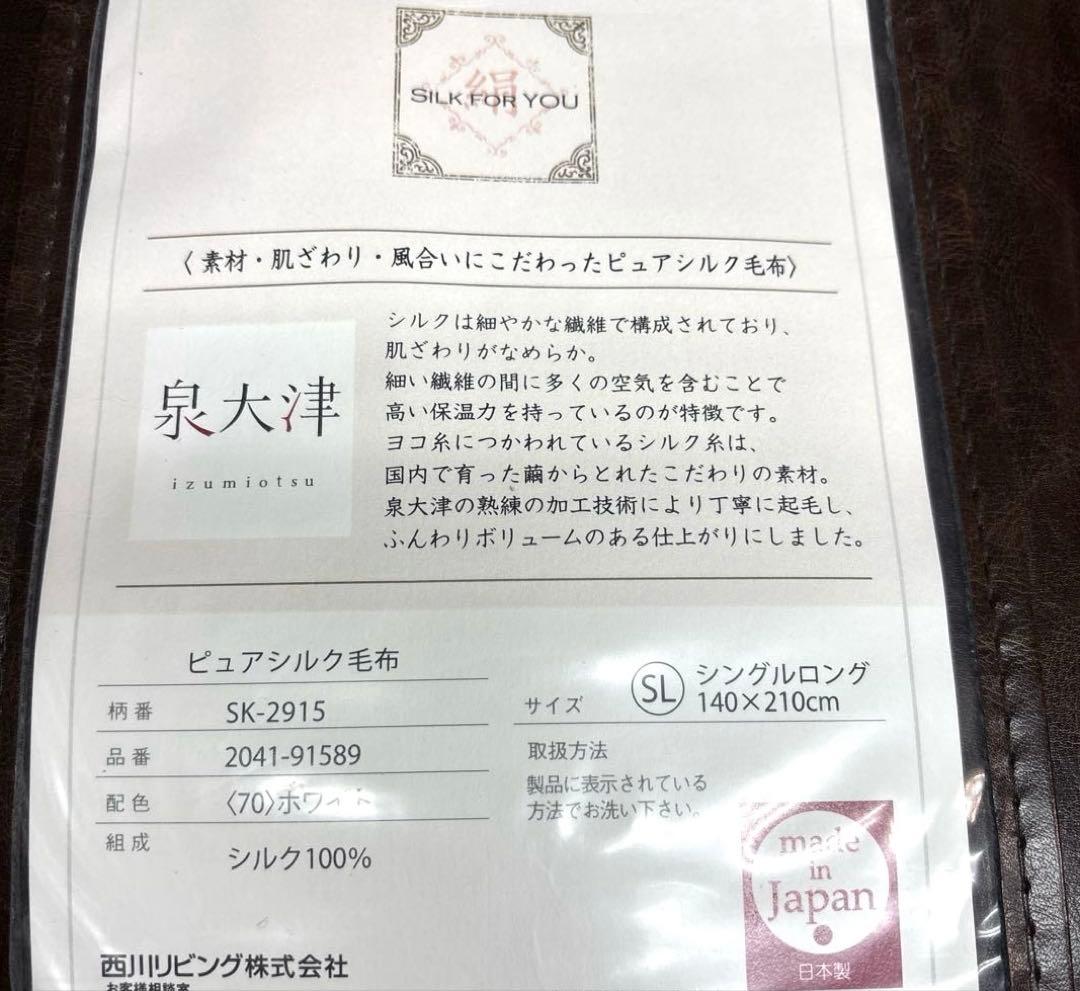 絹
SILK FOR YOU
〈素材・肌ざわり・風合いにこだわったピュアシルク毛布〉
シルクは細やかな繊維で構成されており、
肌ざわりがなめらか。
細い繊維の間に多くの空気を含むことで
高い保温力を持っているのが特徴です。
ヨコ糸につかわれているシルク糸は、
国内で育った繭からとれたこだわりの素材。
泉大津の熟練の加工技術により丁寧に起毛し、
ふんわりボリュームのある仕上がりにしました。
泉大津
izumiotsu
ピュアシルク毛布
柄番 SK-2915
品番 2041-91589
配色 〈70〉ホワイト
組成
シルク100%
サイズ SL シングルロング
140×210cm
取扱方法
製品に表示されている
方法でお洗い下さい。
made
in
Japan
日本製
西川リビング株式会社
お客様相談室